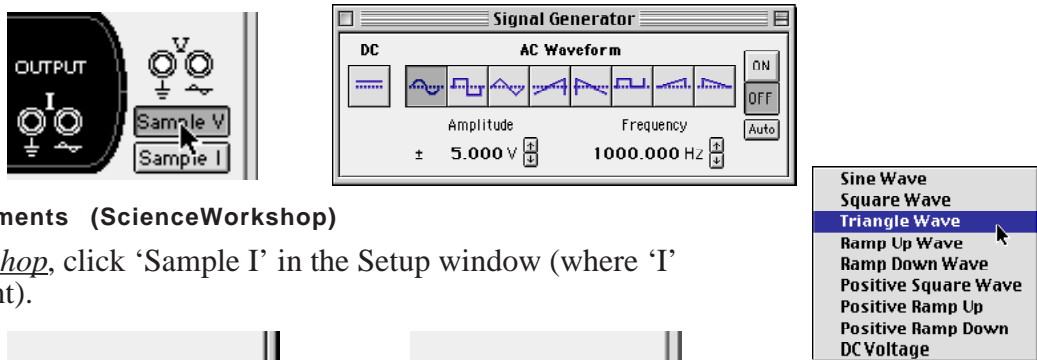 OUTPUT
V
I
Sample V
Sample I
Signal Generator
DC
AC Waveform
ON
OFF
Auto
Amplitude
Frequency
± 5.000 V
1000.000 Hz
ments (ScienceWorkshop)
hop, click ‘Sample I’ in the Setup window (where ‘I’
nt).
Sine Wave
Square Wave
Triangle Wave
Ramp Up Wave
Ramp Down Wave
Positive Square Wave
Positive Ramp Up
Positive Ramp Down
DC Voltage